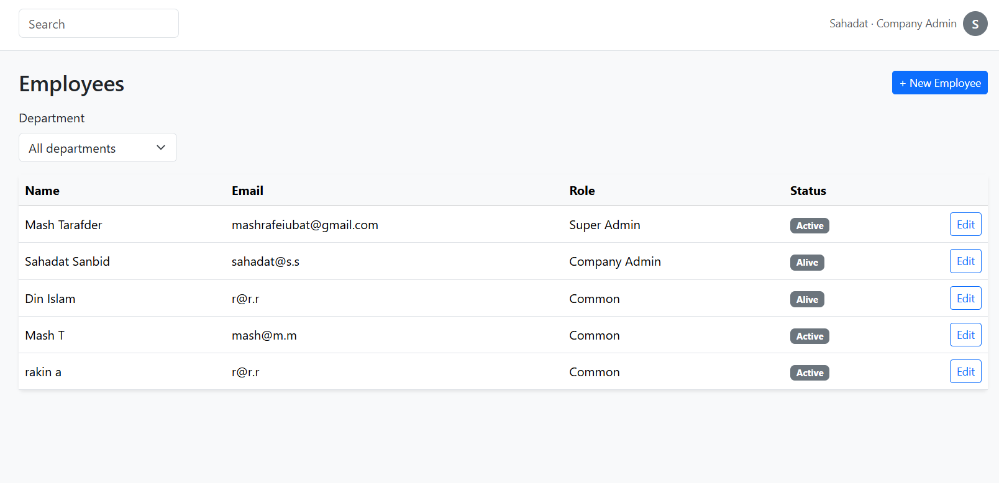 Search
Sahadat · Company Admin S
Employees
+ New Employee
Department
All departments
Name Email Role Status
Mash Tarafder mashrafeiubat@gmail.com Super Admin Active Edit
Sahadat Sanbid sahadat@s.s Company Admin Alive Edit
Din Islam r@r.r Common Alive Edit
Mash T mash@m.m Common Active Edit
rakin a r@r.r Common Active Edit